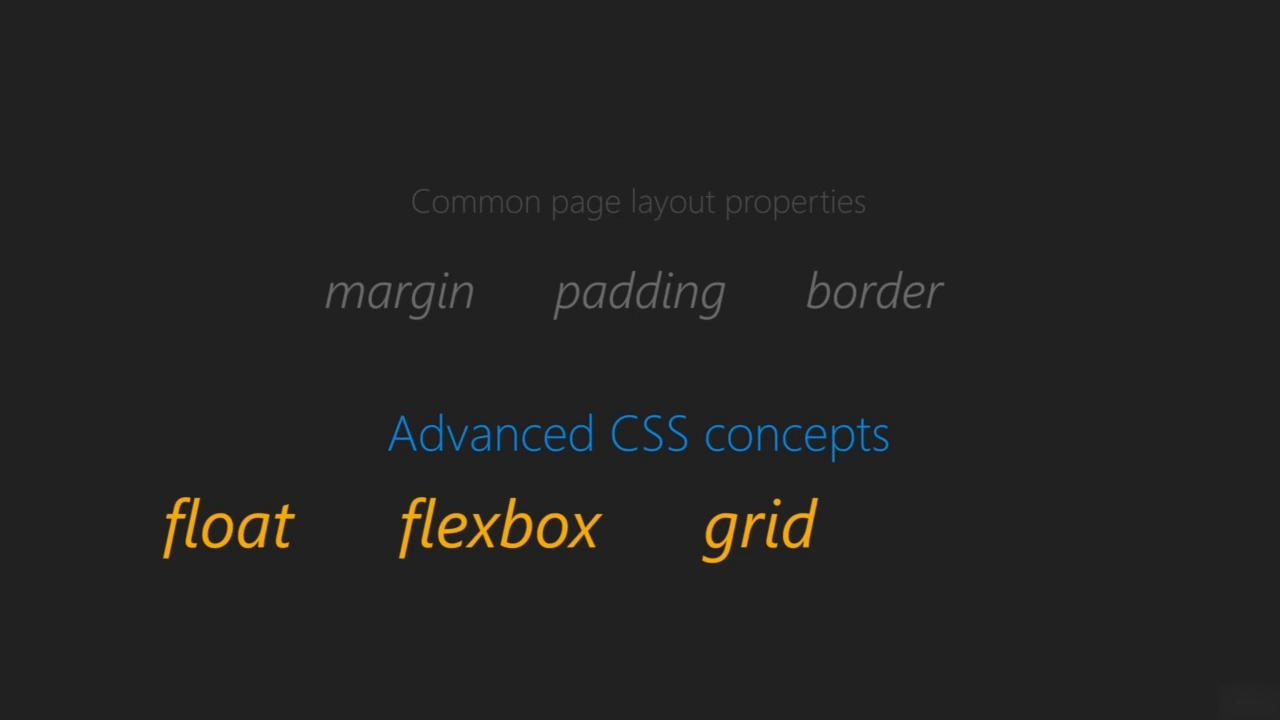 Common page layout properties
margin padding border
Advanced CSS concepts
float flexbox grid